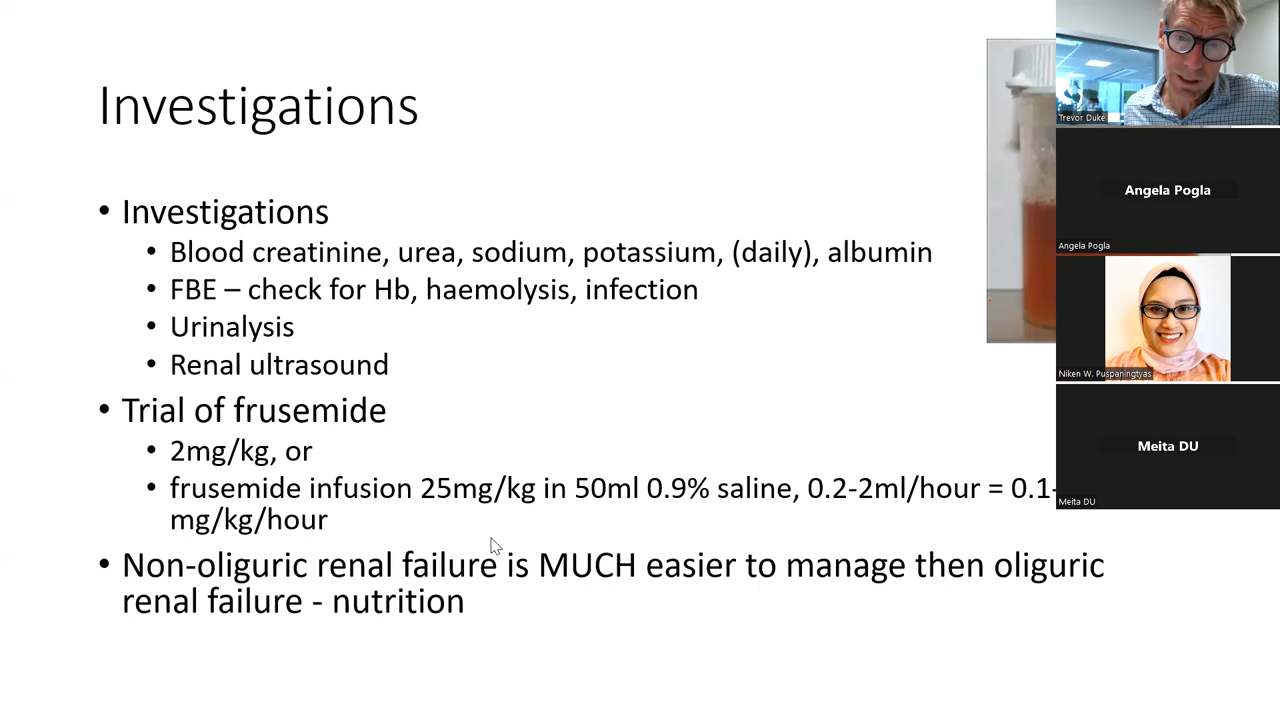 Investigations
• Investigations
• Blood creatinine, urea, sodium, potassium, (daily), albumin
• FBE – check for Hb, haemolysis, infection
• Urinalysis
• Renal ultrasound
• Trial of frusemide
• 2mg/kg, or
• frusemide infusion 25mg/kg in 50ml 0.9% saline, 0.2-2ml/hour = 0.1-
mg/kg/hour
• Non-oliguric renal failure is MUCH easier to manage then oliguric
renal failure - nutrition
Trevor Duke
Angela Pogla
Angela Pogla
Niken W. Puspaningtyas
Meita DU
Meita DU